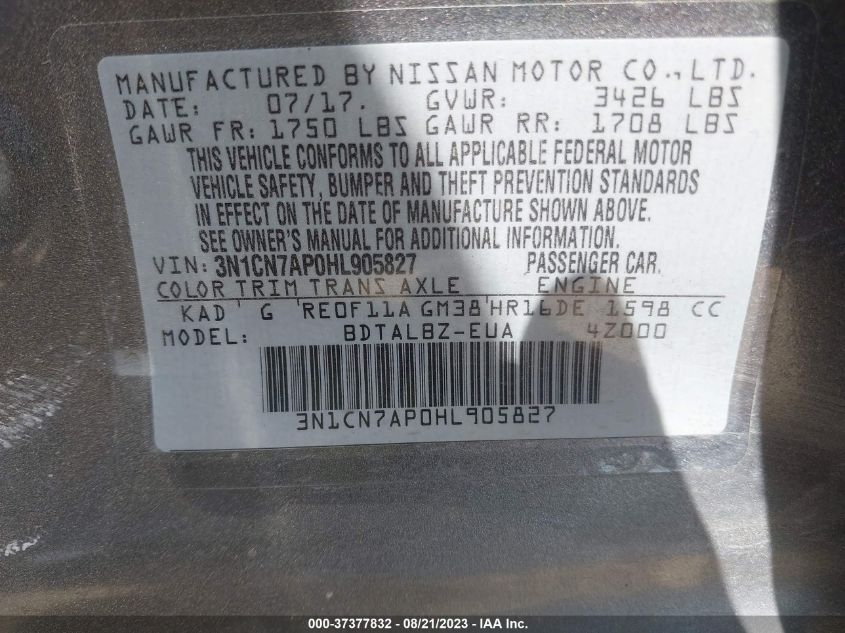 MANUFACTURED BY NISSAN MOTOR CO., LTD.
DATE: 07/17. GVWR: 3426 LBS
GAWR FR: 1750 LBS GAWR RR: 1708 LBS
THIS VEHICLE CONFORMS TO ALL APPLICABLE FEDERAL MOTOR
VEHICLE SAFETY, BUMPER AND THEFT PREVENTION STANDARDS
IN EFFECT ON THE DATE OF MANUFACTURE SHOWN ABOVE.
SEE OWNER'S MANUAL FOR ADDITIONAL INFORMATION.
VIN: 3N1CN7AP0HL905827 PASSENGER CAR.
COLOR TRIM TRANS AXLE ENGINE
KAD G RE0F11A GM38 HR16DE 1598 CC
MODEL: BDTALBZ-EUA 4Z000
3N1CN7AP0HL905827
000-37377832 - 08/21/2023 - IAA Inc.